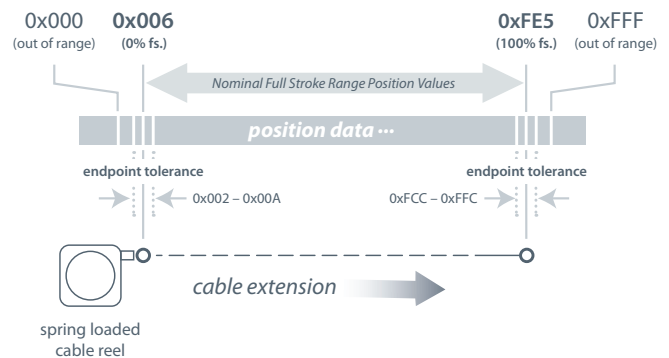 0x000 0x006 0xFE5 0xFFF
(out of range) (0% fs.) (100% fs.) (out of range)
Nominal Full Stroke Range Position Values
position data ···
endpoint tolerance endpoint tolerance
0x002 – 0x00A 0xFCC – 0xFFC
cable extension
spring loaded
cable reel